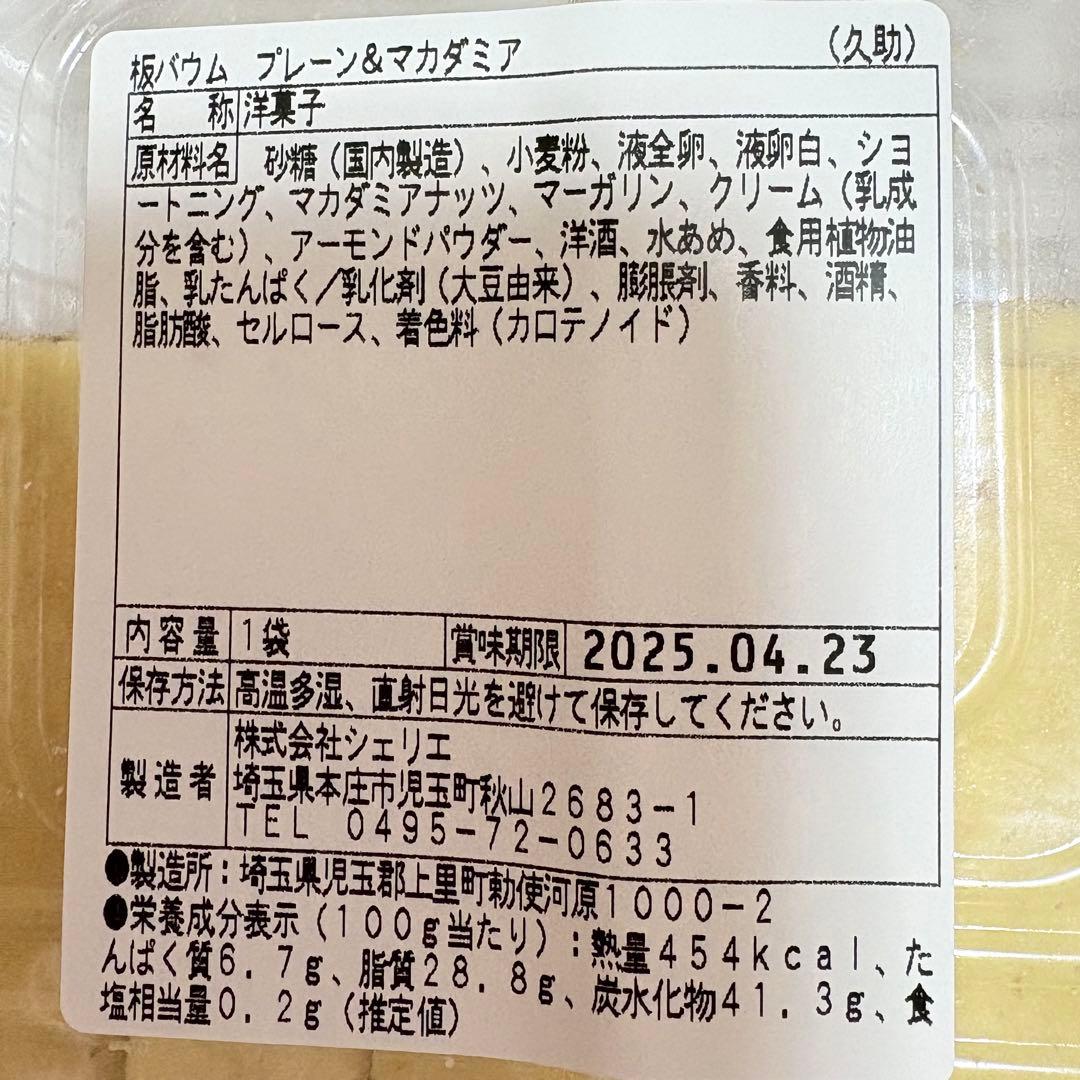 板バウム　プレーン&マカダミア　（久助）
名　称 洋菓子
原材料名 砂糖（国内製造）、小麦粉、液全卵、液卵白、ショ
ートニング、マカダミアナッツ、マーガリン、クリーム（乳成
分を含む）、アーモンドパウダー、洋酒、水あめ、食用植物油
脂、乳たんぱく／乳化剤（大豆由来）、膨脹剤、香料、酒精、
脂肪酸、セルロース、着色料（カロテノイド）
内容量 1袋 賞味期限 2025.04.23
保存方法 高温多湿、直射日光を避けて保存してください。
製造者 株式会社シェリエ
埼玉県本庄市児玉町秋山2683-1
TEL 0495-72-0633
●製造所：埼玉県児玉郡上里町勅使河原1000-2
●栄養成分表示（100g当たり）：熱量454kcal、た
んぱく質6.7g、脂質28.8g、炭水化物41.3g、食
塩相当量0.2g（推定値）